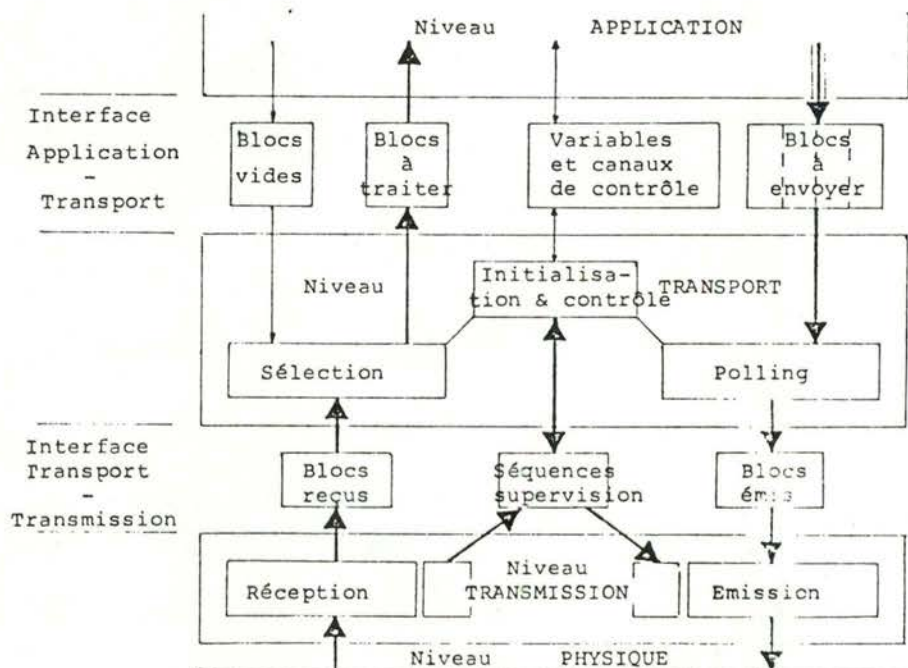 Niveau APPLICATION
Interface
Application
-
Transport
Blocs
vides
Blocs
à
traiter
Variables
et canaux
de contrôle
Blocs
à
envoyer
Niveau TRANSPORT
Initialisa-
tion & contrôle
Sélection
Polling
Interface
Transport
-
Transmission
Blocs
reçus
Séquences
supervision
Blocs
émis
Niveau
TRANSMISSION
Réception
Emission
Niveau PHYSIQUE